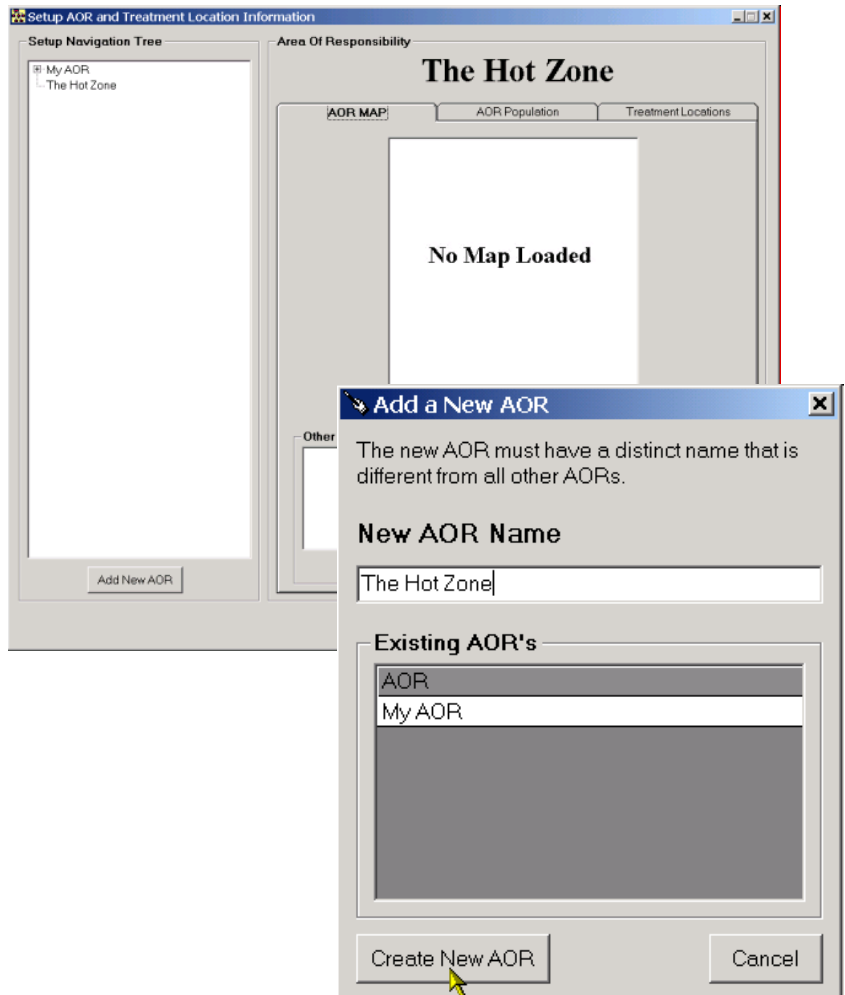 Setup AOR and Treatment Location Information
Setup Navigation Tree
My AOR
The Hot Zone
Add New AOR
Area Of Responsibility
The Hot Zone
AOR MAP
AOR Population
Treatment Locations
No Map Loaded
Other
Add a New AOR
The new AOR must have a distinct name that is
different from all other AORs.
New AOR Name
The Hot Zone
Existing AOR's
AOR
My AOR
Create New AOR
Cancel